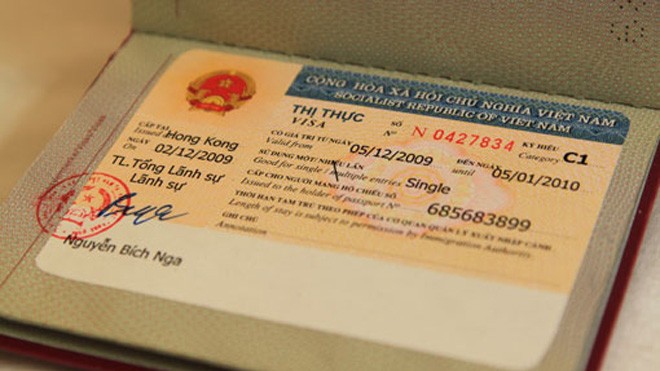 CỘNG HÒA XÃ HỘI CHỦ NGHĨA VIỆT NAM
SOCIALIST REPUBLIC OF VIETNAM
THỊ THỰC
VISA
SỐ
Nº N 0427834
KÝ HIỆU
Category C1
CẤP TẠI
Issued Hong Kong
NGÀY
On 02/12/2009
CÓ GIÁ TRỊ TỪ NGÀY
Valid from 05/12/2009
ĐẾN NGÀY
until 05/01/2010
SỬ DỤNG MỘT LẦN
Good for single multiple entries Single
CẤP CHO NGƯỜI MANG HỘ CHIẾU SỐ
Issued to the holder of passport Nº 685683899
THỜI HẠN TẠM TRÚ THEO PHÉP CỦA CƠ QUAN QUẢN LÝ XUẤT NHẬP CẢNH
Length of stay is subject to permission by Immigration Authority.
GHI CHÚ
Annotation
TL.Tổng Lãnh sự
Lãnh sự
Nguyễn Bích Nga